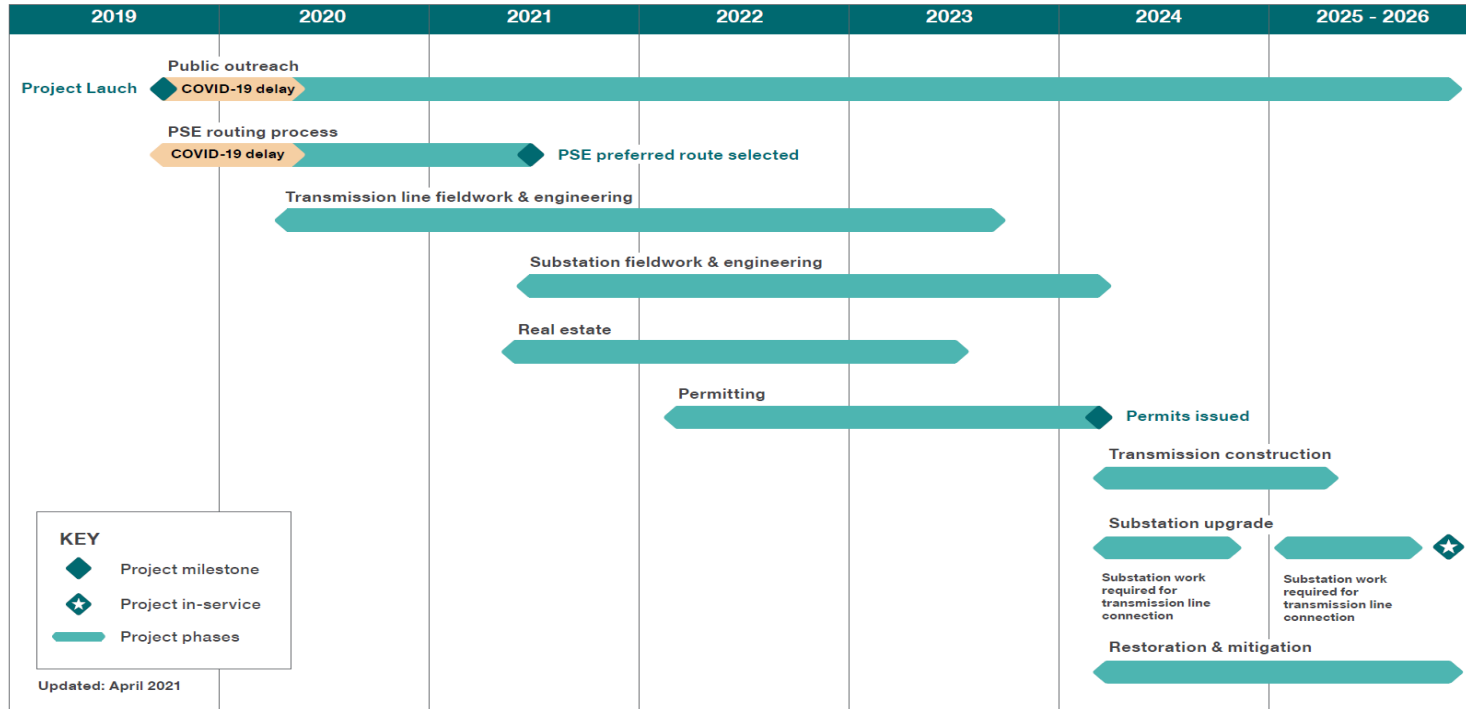 2019 2020 2021 2022 2023 2024 2025 - 2026
Public outreach
Project Lauch
COVID-19 delay
PSE routing process
COVID-19 delay
PSE preferred route selected
Transmission line fieldwork & engineering
Substation fieldwork & engineering
Real estate
Permitting
Permits issued
Transmission construction
Substation upgrade
Substation work
required for
transmission line
connection
Substation work
required for
transmission line
connection
Restoration & mitigation
KEY
Project milestone
Project in-service
Project phases
Updated: April 2021